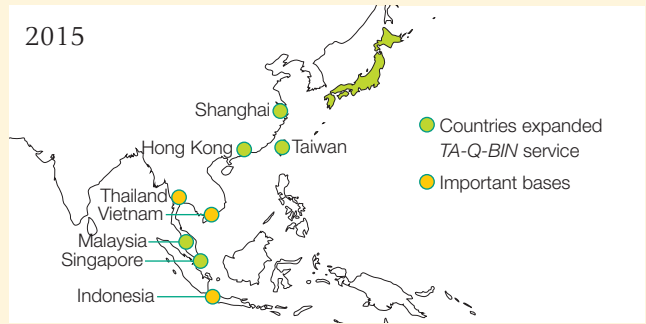 2015
Shanghai
Hong Kong
Taiwan
Thailand
Vietnam
Malaysia
Singapore
Indonesia
Countries expanded
TA-Q-BIN service
Important bases